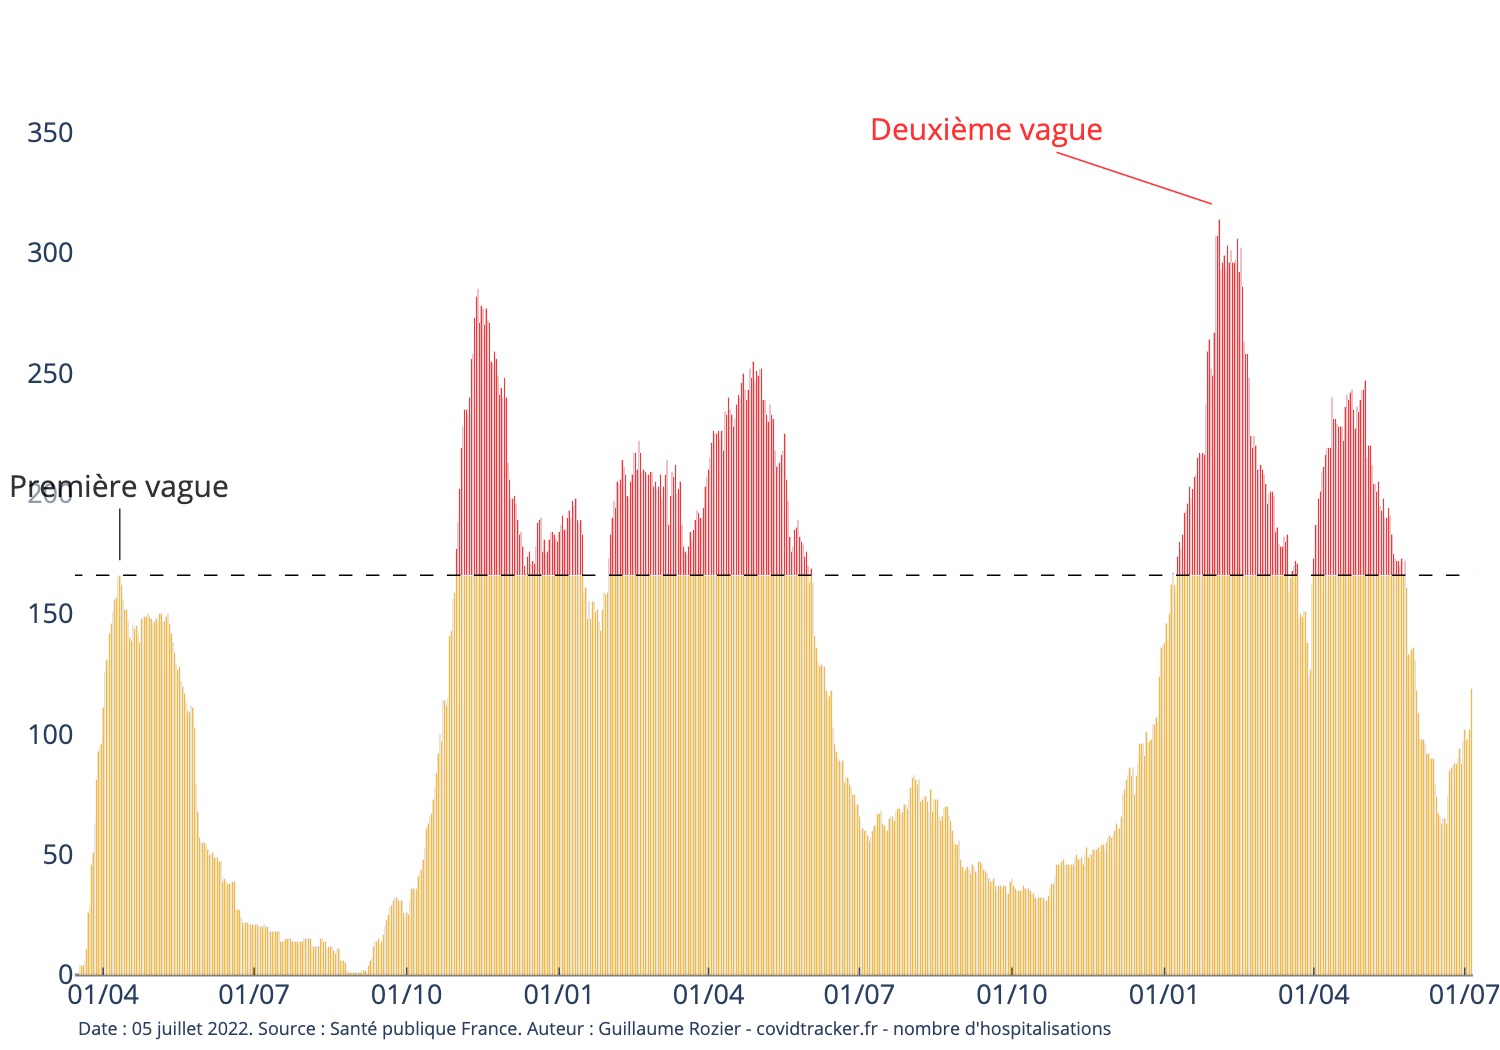 350
Deuxième vague
300
250
Première vague
200
150
100
50
0
01/04 01/07 01/10 01/01 01/04 01/07 01/10 01/01 01/04 01/07
Date : 05 juillet 2022. Source : Santé publique France. Auteur : Guillaume Rozier - covidtracker.fr - nombre d'hospitalisations